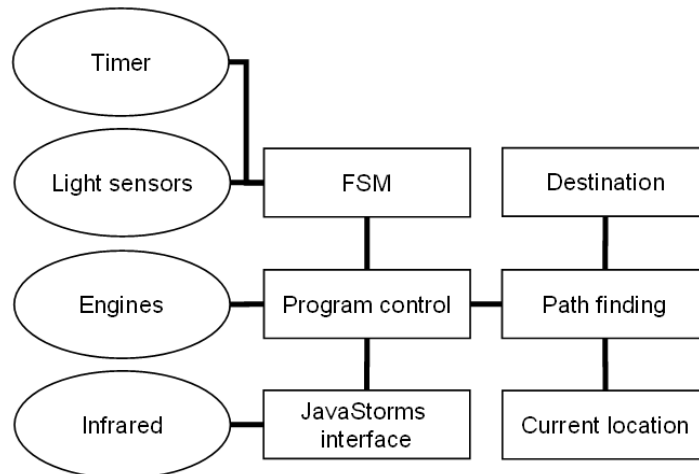 Timer
Light sensors
FSM
Destination
Engines
Program control
Path finding
Infrared
JavaStorms
interface
Current location